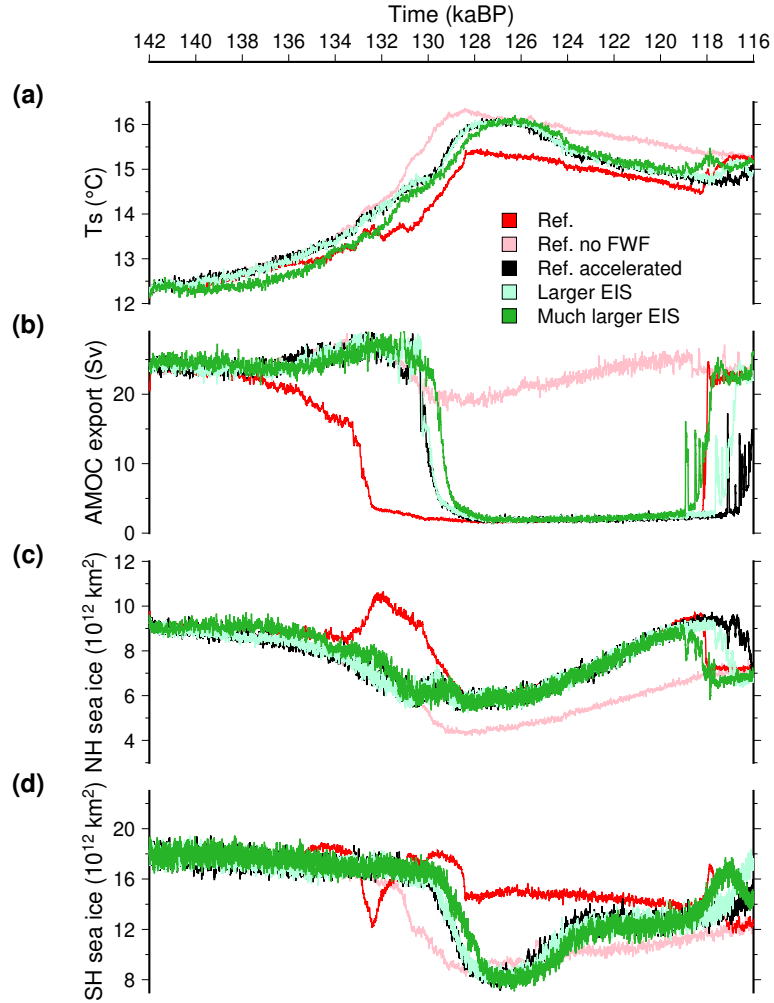 Time (kaBP)
142 140 138 136 134 132 130 128 126 124 122 120 118 116
(a)
16
15
14
13
12
Ts (°C)
Ref.
Ref. no FWF
Ref. accelerated
Larger EIS
Much larger EIS
(b)
20
10
0
AMOC export (Sv)
(c)
12
10
8
6
4
NH sea ice (10¹² km²)
(d)
20
16
12
8
SH sea ice (10¹² km²)